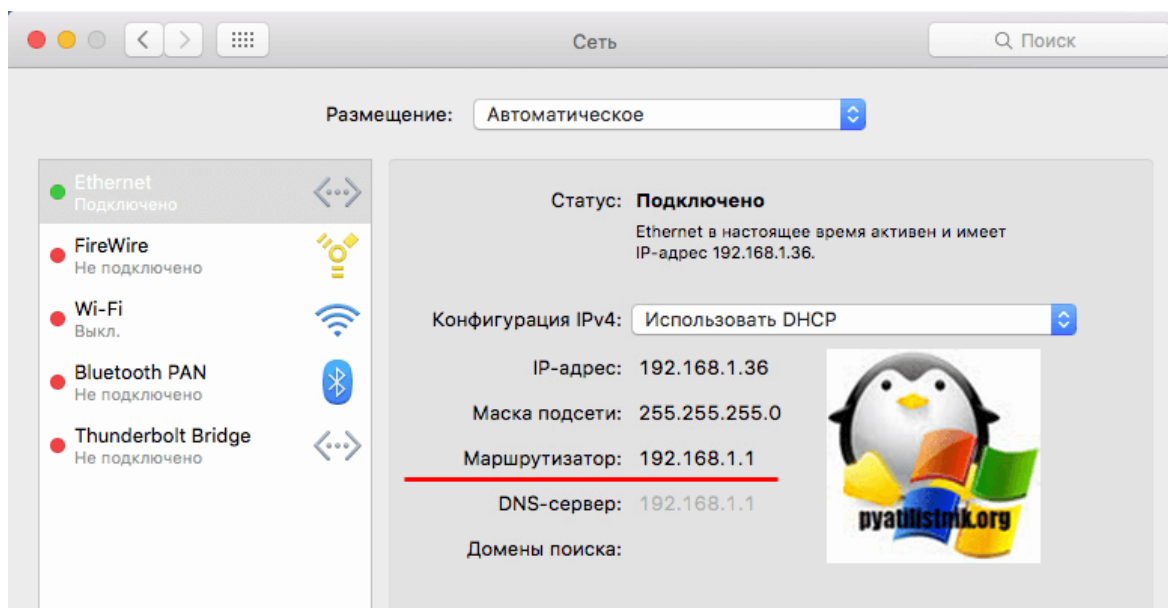 Сеть
Поиск
Размещение: Автоматическое
Ethernet
Подключено
FireWire
Не подключено
Wi-Fi
Выкл.
Bluetooth PAN
Не подключено
Thunderbolt Bridge
Не подключено
Статус: Подключено
Ethernet в настоящее время активен и имеет
IP-адрес 192.168.1.36.
Конфигурация IPv4: Использовать DHCP
IP-адрес: 192.168.1.36
Маска подсети: 255.255.255.0
Маршрутизатор: 192.168.1.1
DNS-сервер: 192.168.1.1
Домены поиска:
pyatilistnik.org